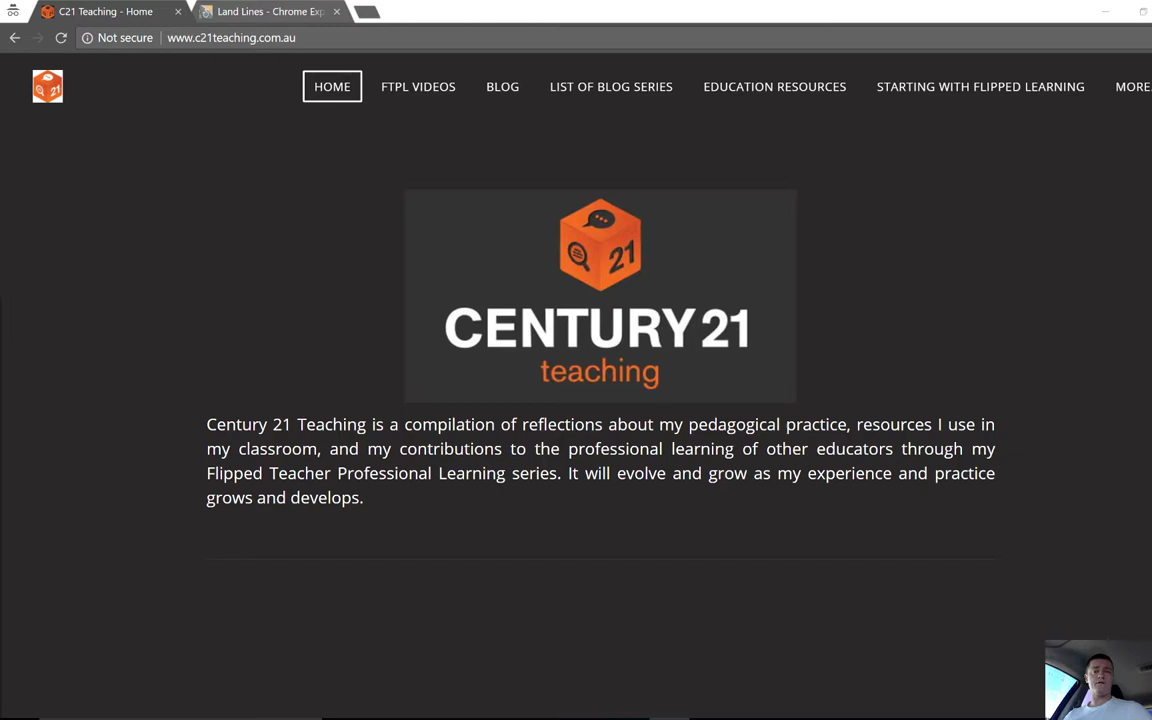 C21 Teaching - Home
Land Lines - Chrome Exp
Not secure
www.c21teaching.com.au
21
HOME
FTPL VIDEOS
BLOG
LIST OF BLOG SERIES
EDUCATION RESOURCES
STARTING WITH FLIPPED LEARNING
MORE
21
CENTURY 21
teaching
Century 21 Teaching is a compilation of reflections about my pedagogical practice, resources I use in
my classroom, and my contributions to the professional learning of other educators through my
Flipped Teacher Professional Learning series. It will evolve and grow as my experience and practice
grows and develops.